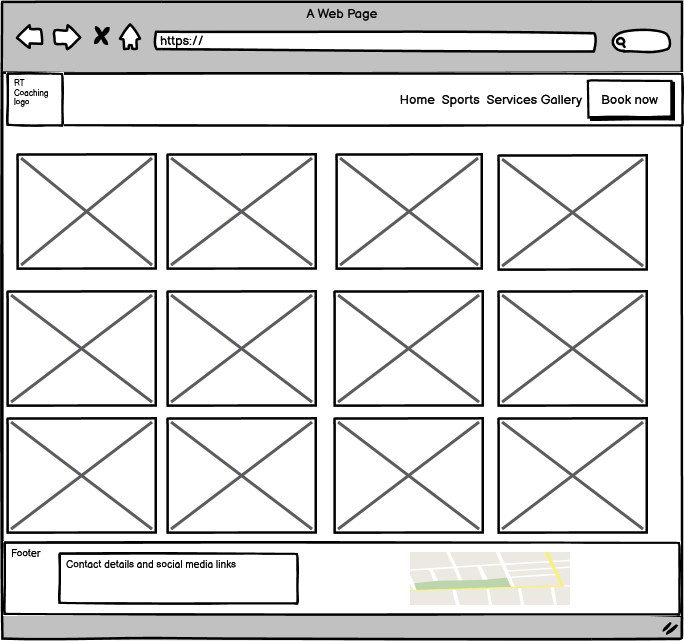 A Web Page
https://
RT
Coaching
logo
Home Sports Services Gallery
Book now
Footer
Contact details and social media links